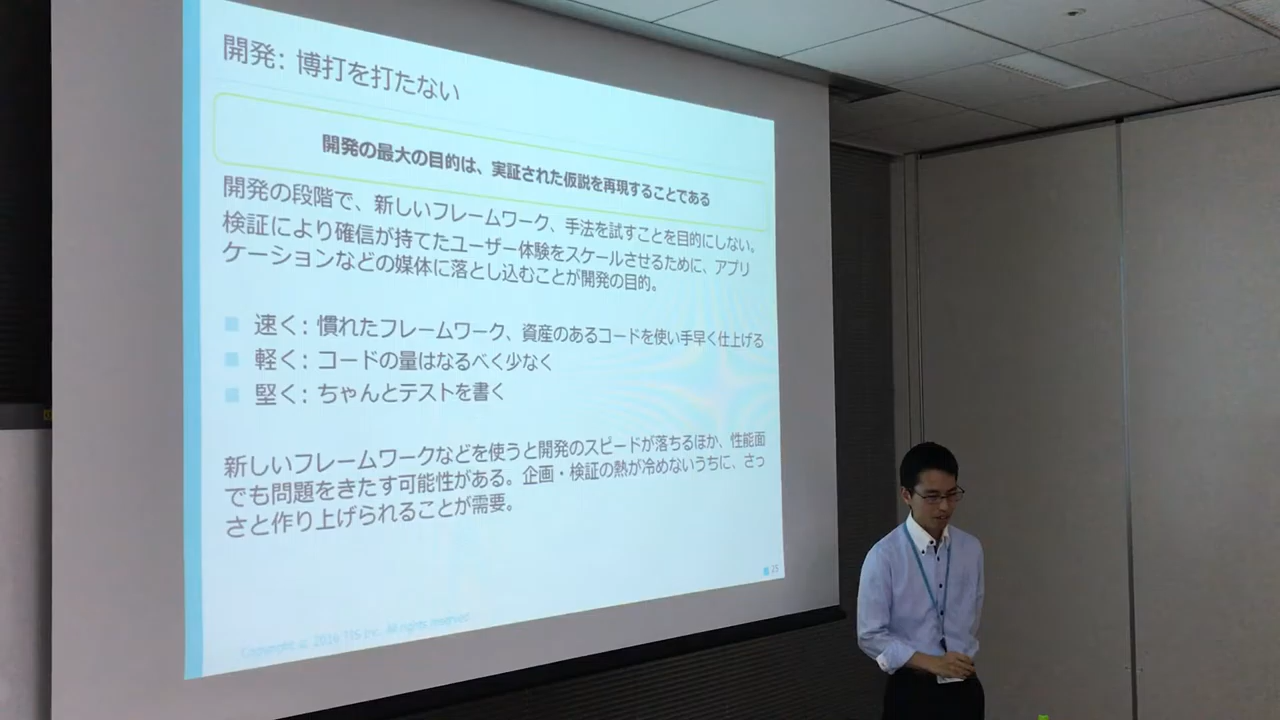 開発: 博打を打たない
開発の最大の目的は、実証された仮説を再現することである
開発の段階で、新しいフレームワーク、手法を試すことを目的にしない。
検証により確信が持てたユーザー体験をスケールさせるために、アプリ
ケーションなどの媒体に落とし込むことが開発の目的。
速く: 慣れたフレームワーク、資産のあるコードを使い手早く仕上げる
軽く: コードの量はなるべく少なく
堅く: ちゃんとテストを書く
新しいフレームワークなどを使うと開発のスピードが落ちるほか、性能面
でも問題をきたす可能性がある。企画・検証の熱が冷めないうちに、さっ
さと作り上げられることが需要。
25
Copyright © 2016 TIS Inc. All rights reserved.